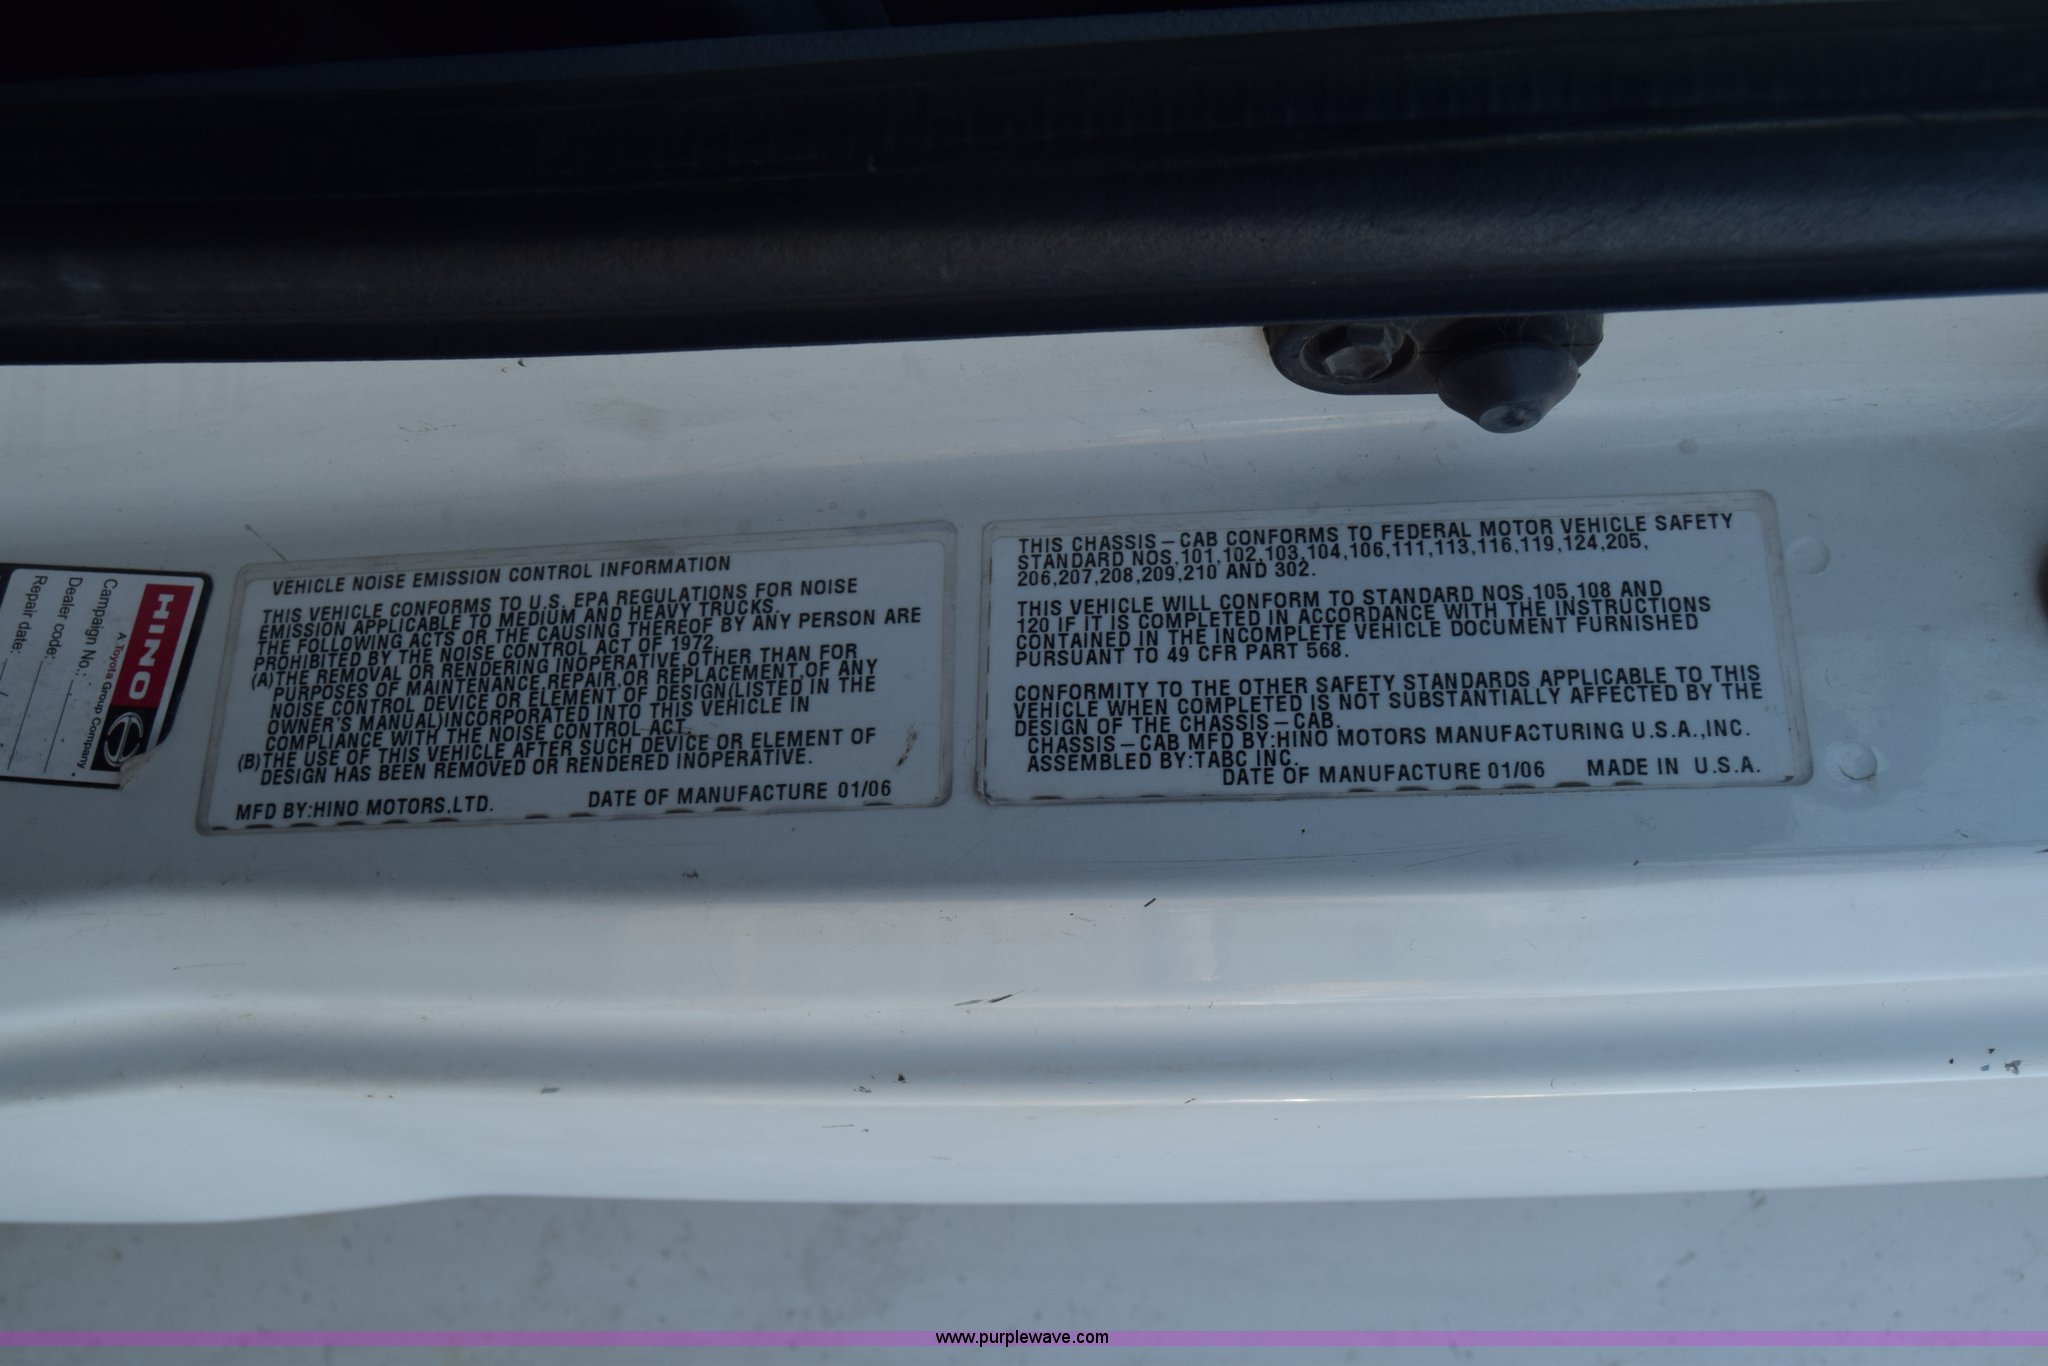 HINO
A Toyota Group Company
Campaign No.:
Dealer code:
Repair date:
VEHICLE NOISE EMISSION CONTROL INFORMATION
THIS VEHICLE CONFORMS TO U.S. EPA REGULATIONS FOR NOISE
EMISSION APPLICABLE TO MEDIUM AND HEAVY TRUCKS.
THE FOLLOWING ACTS OR THE CAUSING THEREOF BY ANY PERSON ARE
PROHIBITED BY THE NOISE CONTROL ACT OF 1972.
(A)THE REMOVAL OR RENDERING INOPERATIVE,OTHER THAN FOR
PURPOSES OF MAINTENANCE,REPAIR,OR REPLACEMENT,OF ANY
NOISE CONTROL DEVICE OR ELEMENT OF DESIGN(LISTED IN THE
OWNER'S MANUAL)INCORPORATED INTO THIS VEHICLE IN
COMPLIANCE WITH THE NOISE CONTROL ACT.
(B)THE USE OF THIS VEHICLE AFTER SUCH DEVICE OR ELEMENT OF
DESIGN HAS BEEN REMOVED OR RENDERED INOPERATIVE.
MFD BY:HINO MOTORS,LTD. DATE OF MANUFACTURE 01/06
THIS CHASSIS-CAB CONFORMS TO FEDERAL MOTOR VEHICLE SAFETY
STANDARD NOS,101,102,103,104,106,111,113,116,119,124,205,
206,207,208,209,210 AND 302.
THIS VEHICLE WILL CONFORM TO STANDARD NOS,105,108 AND
120 IF IT IS COMPLETED IN ACCORDANCE WITH THE INSTRUCTIONS
CONTAINED IN THE INCOMPLETE VEHICLE DOCUMENT FURNISHED
PURSUANT TO 49 CFR PART 568.
CONFORMITY TO THE OTHER SAFETY STANDARDS APPLICABLE TO THIS
VEHICLE WHEN COMPLETED IS NOT SUBSTANTIALLY AFFECTED BY THE
DESIGN OF THE CHASSIS-CAB.
CHASSIS-CAB MFD BY:HINO MOTORS MANUFACTURING U.S.A.,INC.
ASSEMBLED BY:TABC INC.
DATE OF MANUFACTURE 01/06 MADE IN U.S.A.
www.purplewave.com